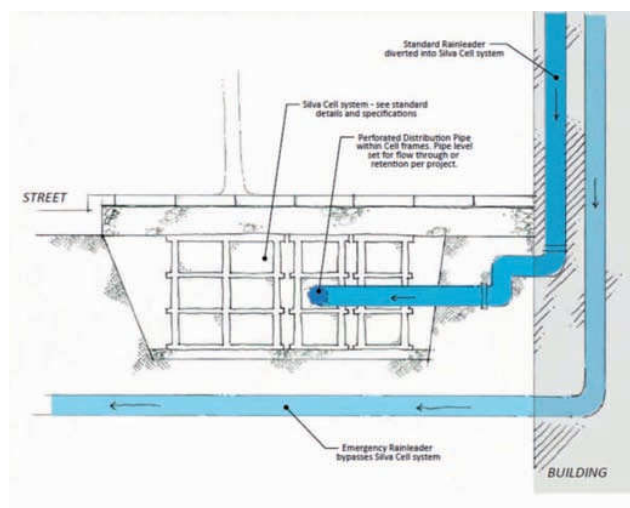 Standard Rainleader
diverted into Silva Cell system
Silva Cell system - see standard
details and specifications
Perforated Distribution Pipe
within Cell frames. Pipe level
set for flow through or
retention per project.
STREET
Emergency Rainleader
bypasses Silva Cell system
BUILDING